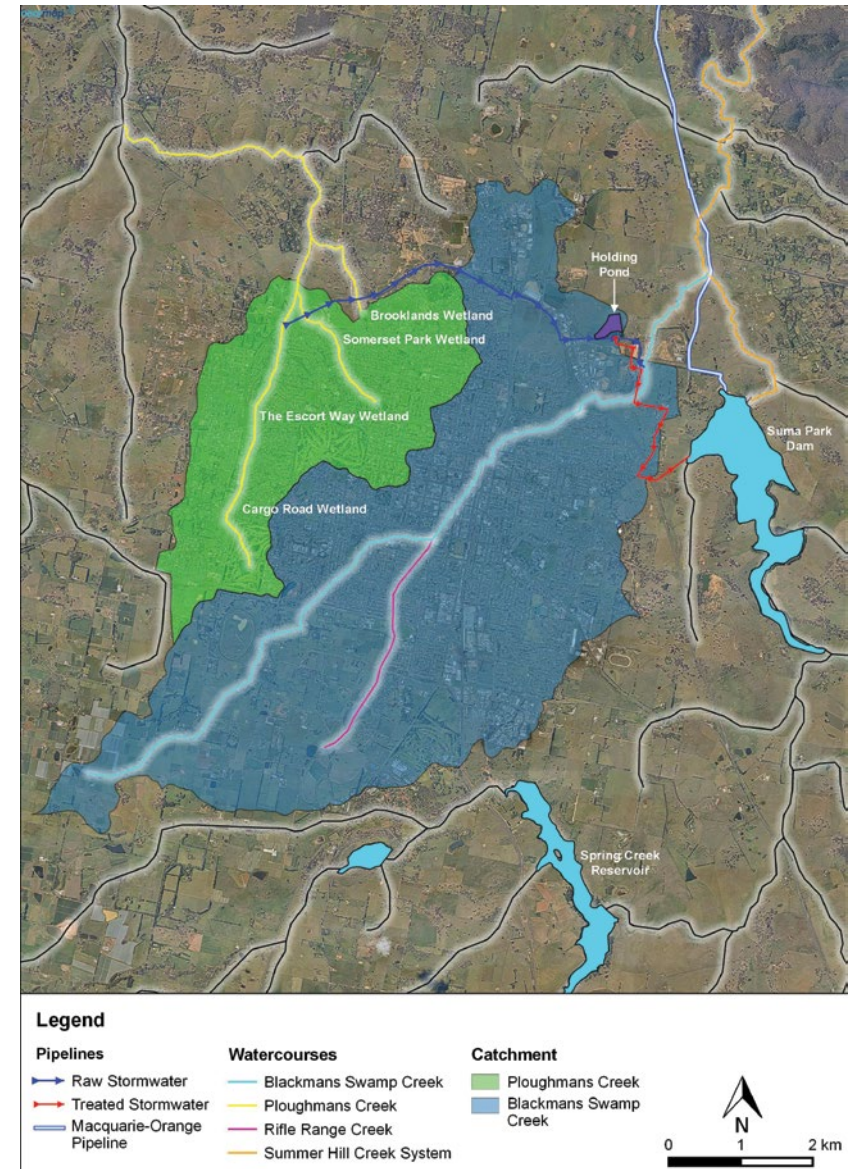 Holding
Pond
Brooklands Wetland
Somerset Park Wetland
The Escort Way Wetland
Suma Park
Dam
Cargo Road Wetland
Spring Creek
Reservoir
Legend
Pipelines
Raw Stormwater
Treated Stormwater
Macquarie-Orange
Pipeline
Watercourses
Blackmans Swamp Creek
Ploughmans Creek
Rifle Range Creek
Summer Hill Creek System
Catchment
Ploughmans Creek
Blackmans Swamp
Creek
N
0 1 2 km